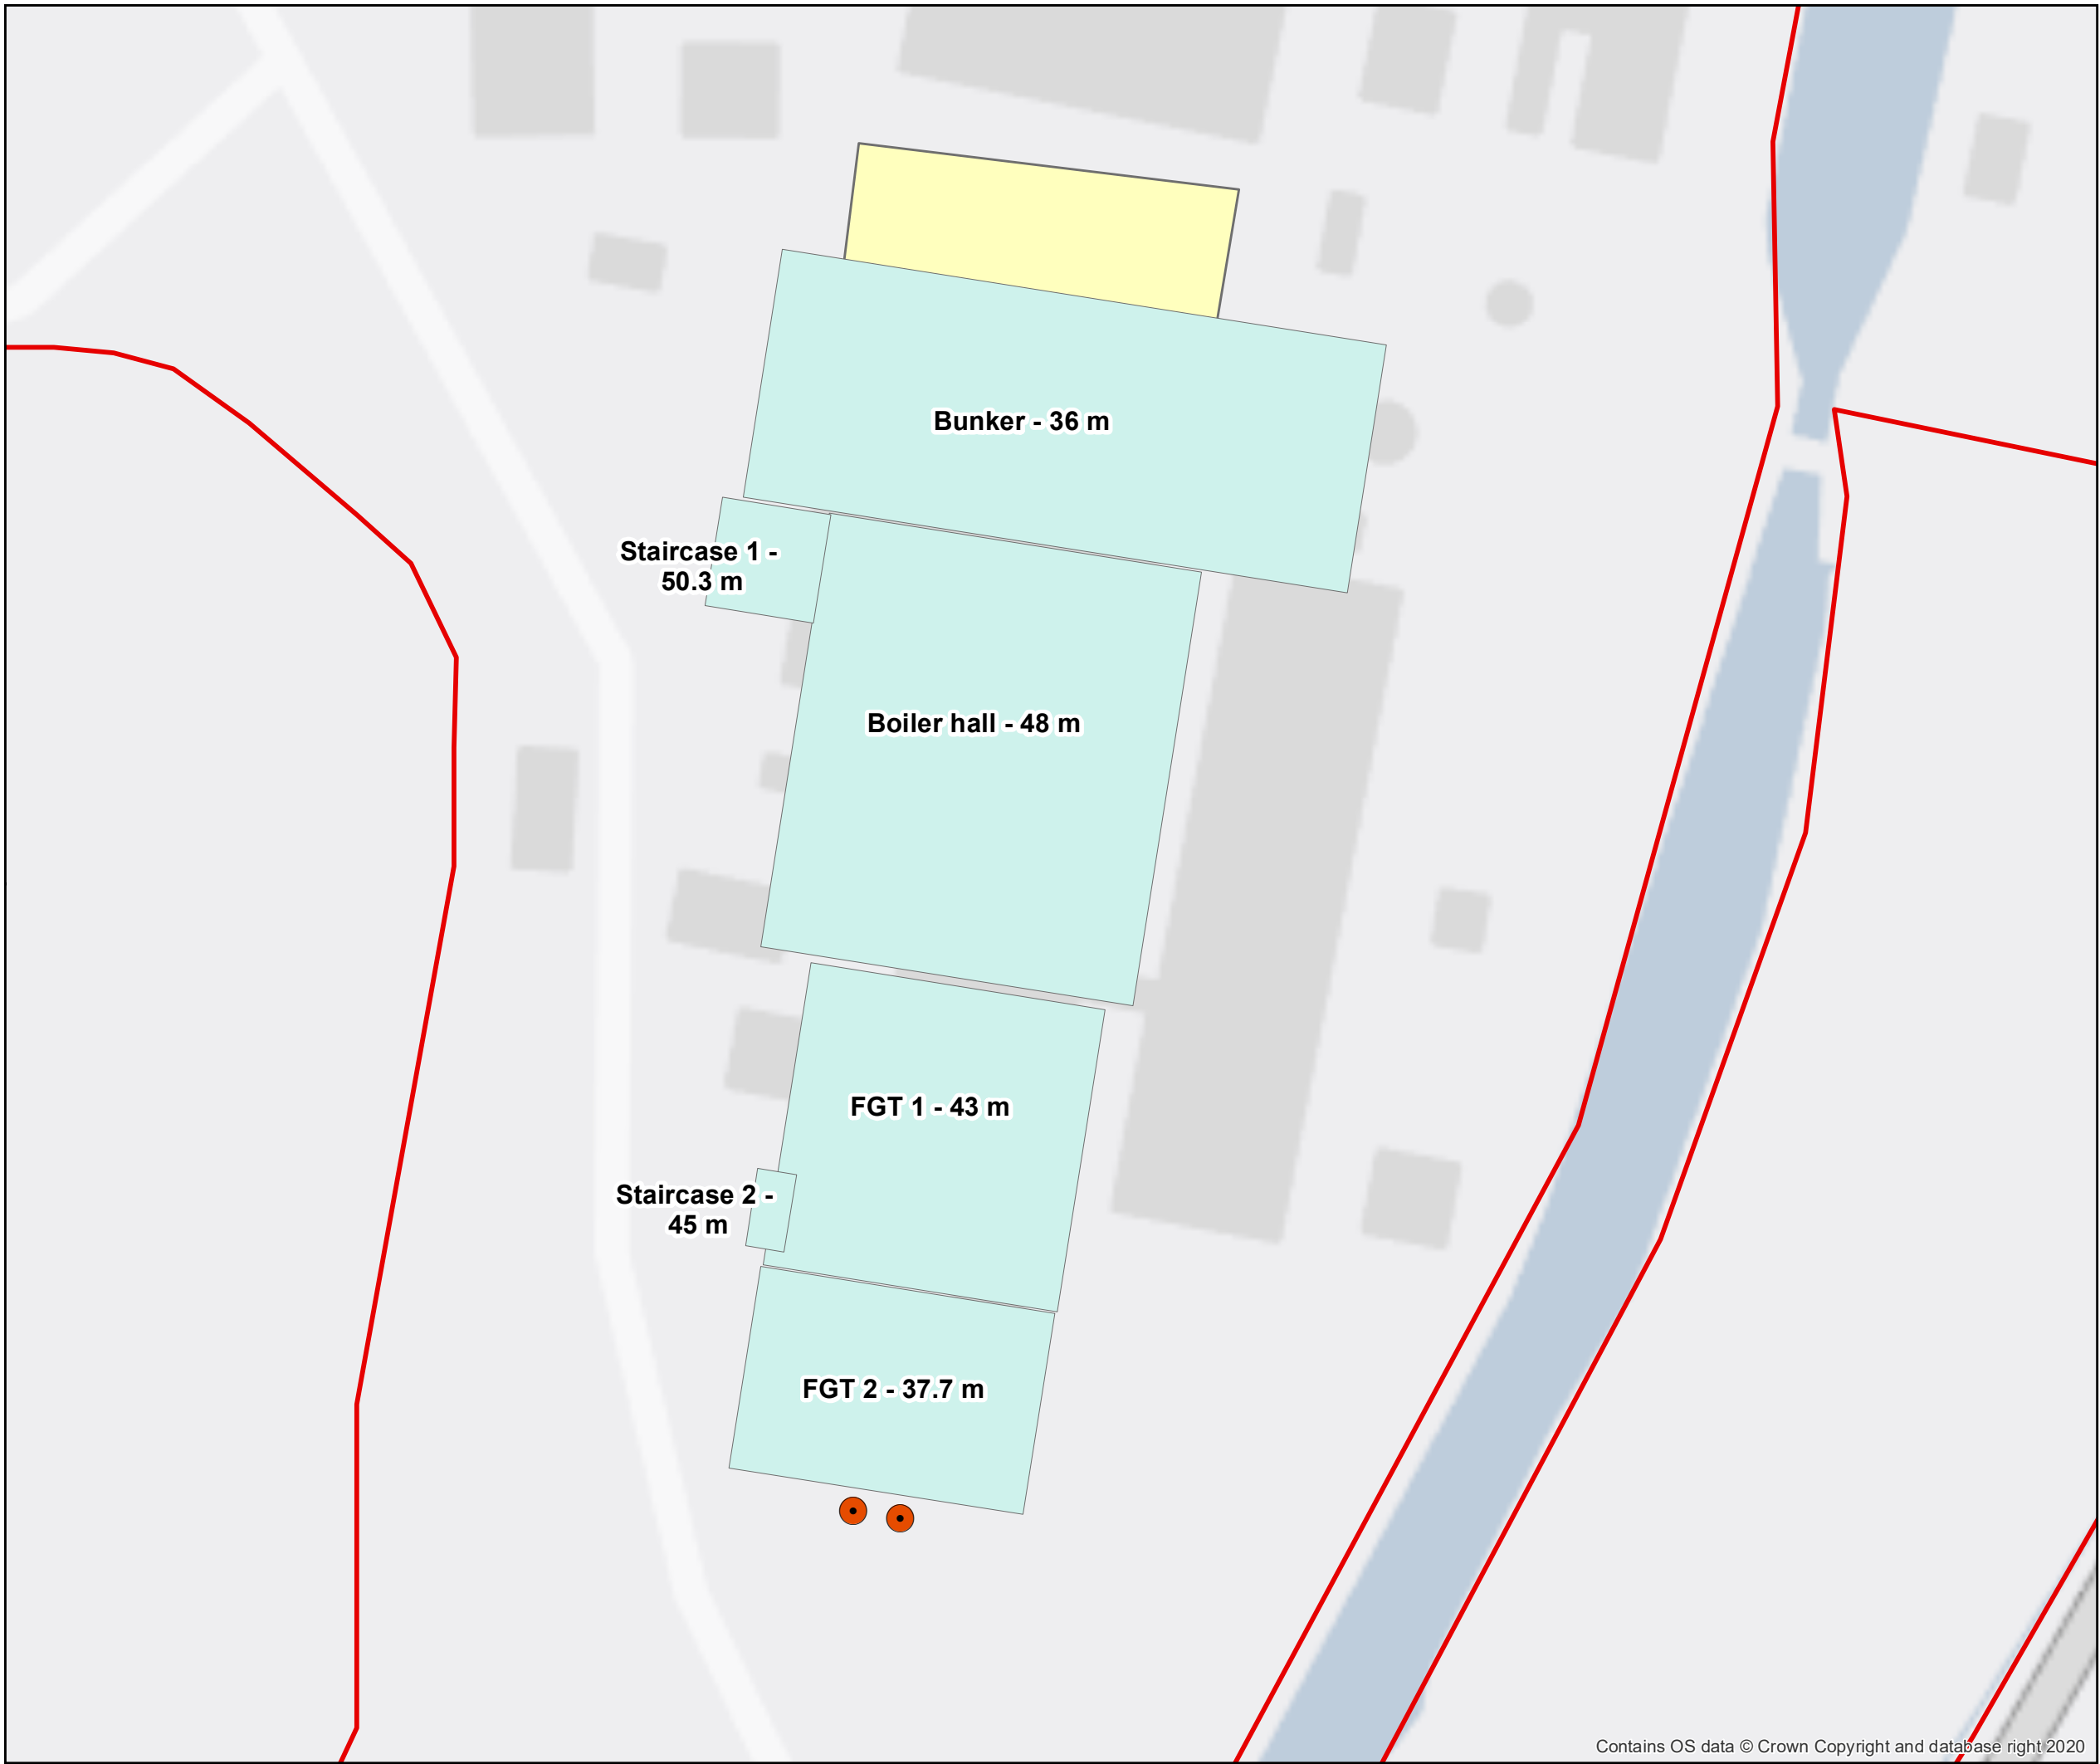 Bunker - 36 m
Staircase 1 -
50.3 m
Boiler hall - 48 m
FGT 1 - 43 m
Staircase 2 -
45 m
FGT 2 - 37.7 m
Contains OS data © Crown Copyright and database right 2020